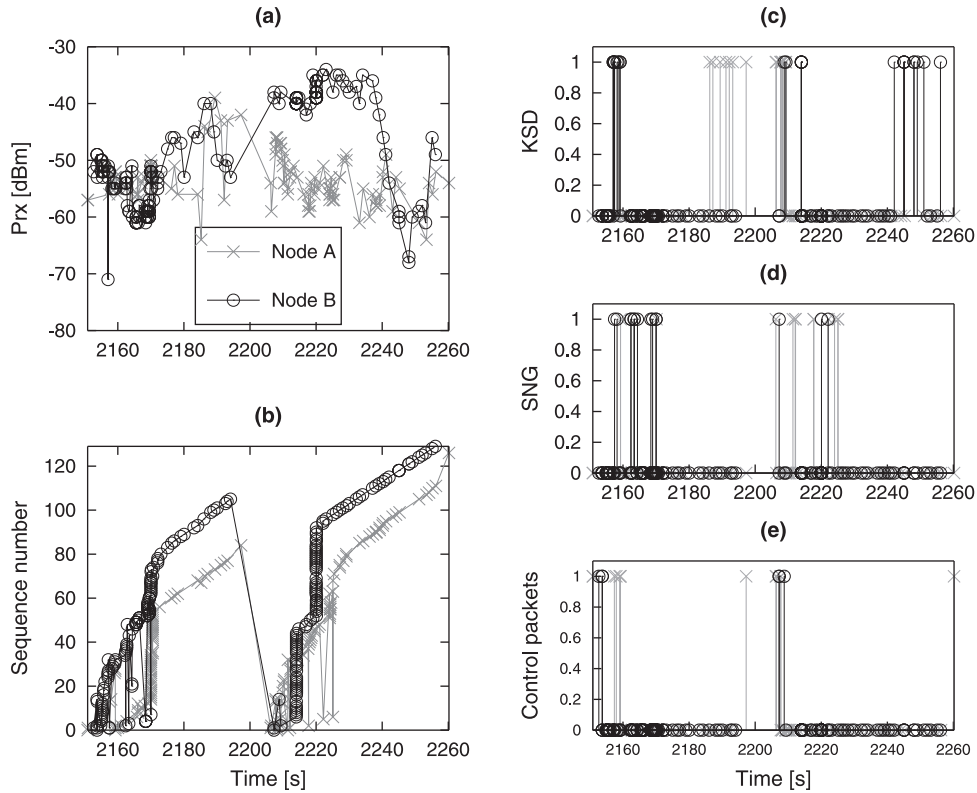 (a)
-30
-40
-50
-60
-70
-80
Prx [dBm]
Node A
Node B
2160 2180 2200 2220 2240 2260
(b)
120
100
80
60
40
20
0
Sequence number
2160 2180 2200 2220 2240 2260
Time [s]
(c)
1
0.8
0.6
0.4
0.2
0
KSD
2160 2180 2200 2220 2240 2260
(d)
1
0.8
0.6
0.4
0.2
0
SNG
2160 2180 2200 2220 2240 2260
(e)
1
0.8
0.6
0.4
0.2
0
Control packets
2160 2180 2200 2220 2240 2260
Time [s]